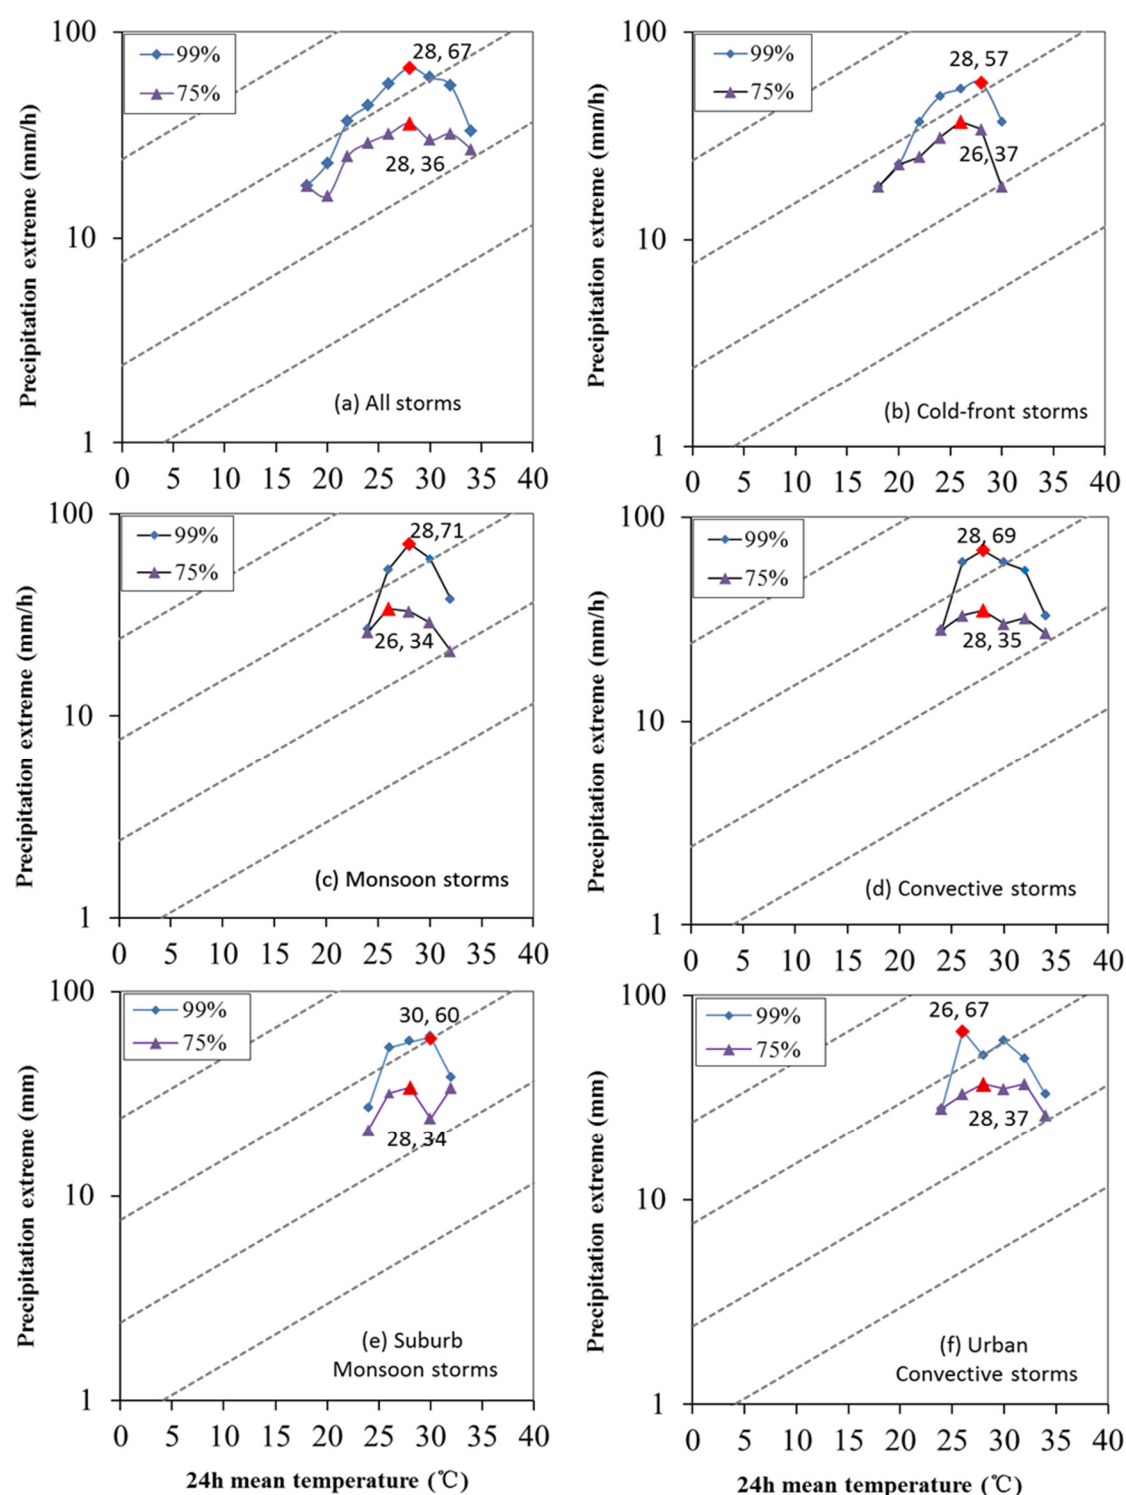 Precipitation extreme (mm/h)
100
10
1
99%
75%
28, 67
28, 36
(a) All storms
0 5 10 15 20 25 30 35 40
Precipitation extreme (mm/h)
100
10
1
99%
75%
28, 57
26, 37
(b) Cold-front storms
0 5 10 15 20 25 30 35 40
Precipitation extreme (mm/h)
100
10
1
99%
75%
28,71
26, 34
(c) Monsoon storms
0 5 10 15 20 25 30 35 40
Precipitation extreme (mm/h)
100
10
1
99%
75%
28, 69
28, 35
(d) Convective storms
0 5 10 15 20 25 30 35 40
Precipitation extreme (mm)
100
10
1
99%
75%
30, 60
28, 34
(e) Suburb
Monsoon storms
0 5 10 15 20 25 30 35 40
24h mean temperature (℃)
Precipitation extreme (mm/h)
100
10
1
99%
75%
26, 67
28, 37
(f) Urban
Convective storms
0 5 10 15 20 25 30 35 40
24h mean temperature (℃)